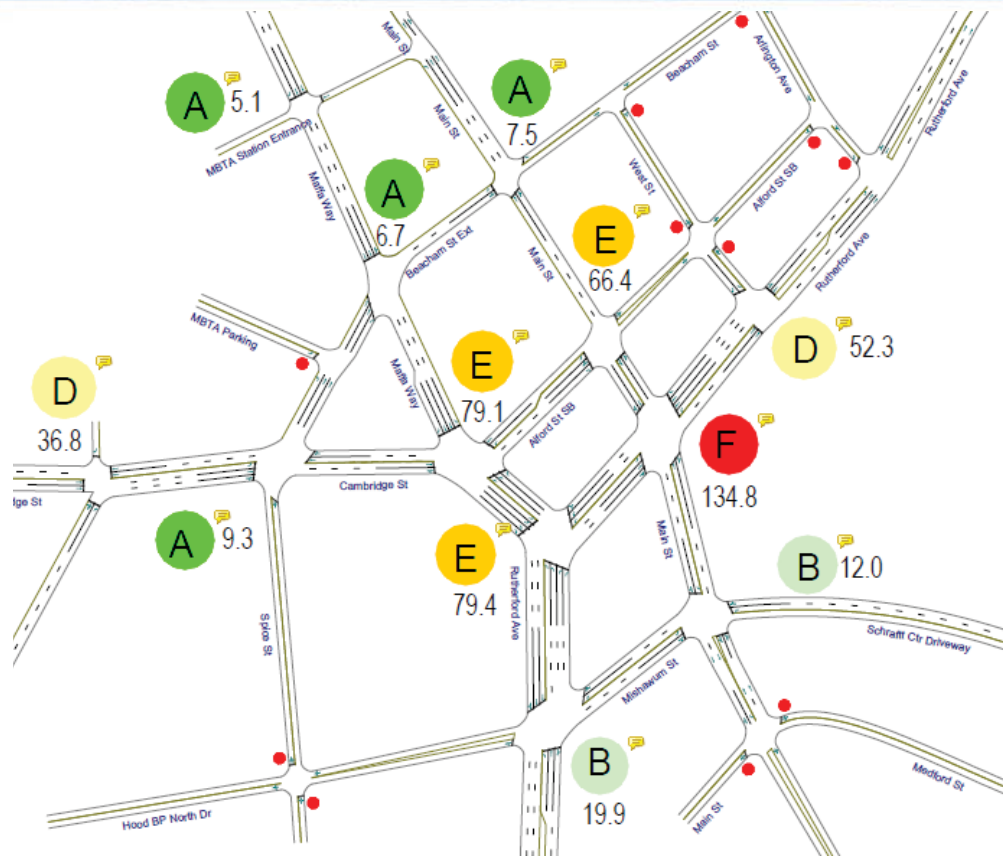 Main St
Beacham St
Arlington Ave
Rutherford Ave
A
5.1
A
7.5
MBTA Station Entrance
Main St
Maffa Way
A
6.7
West St
Alford St SB
Beacham St Ext
Main St
E
66.4
Rutherford Ave
MBTA Parking
D
52.3
D
36.8
E
79.1
Maffa Way
Alford St SB
F
134.8
dge St
Cambridge St
A
9.3
E
79.4
Main St
B
12.0
Rutherford Ave
Spice St
Schrafft Ctr Driveway
Mishawum St
B
19.9
Medford St
Main St
Hood BP North Dr